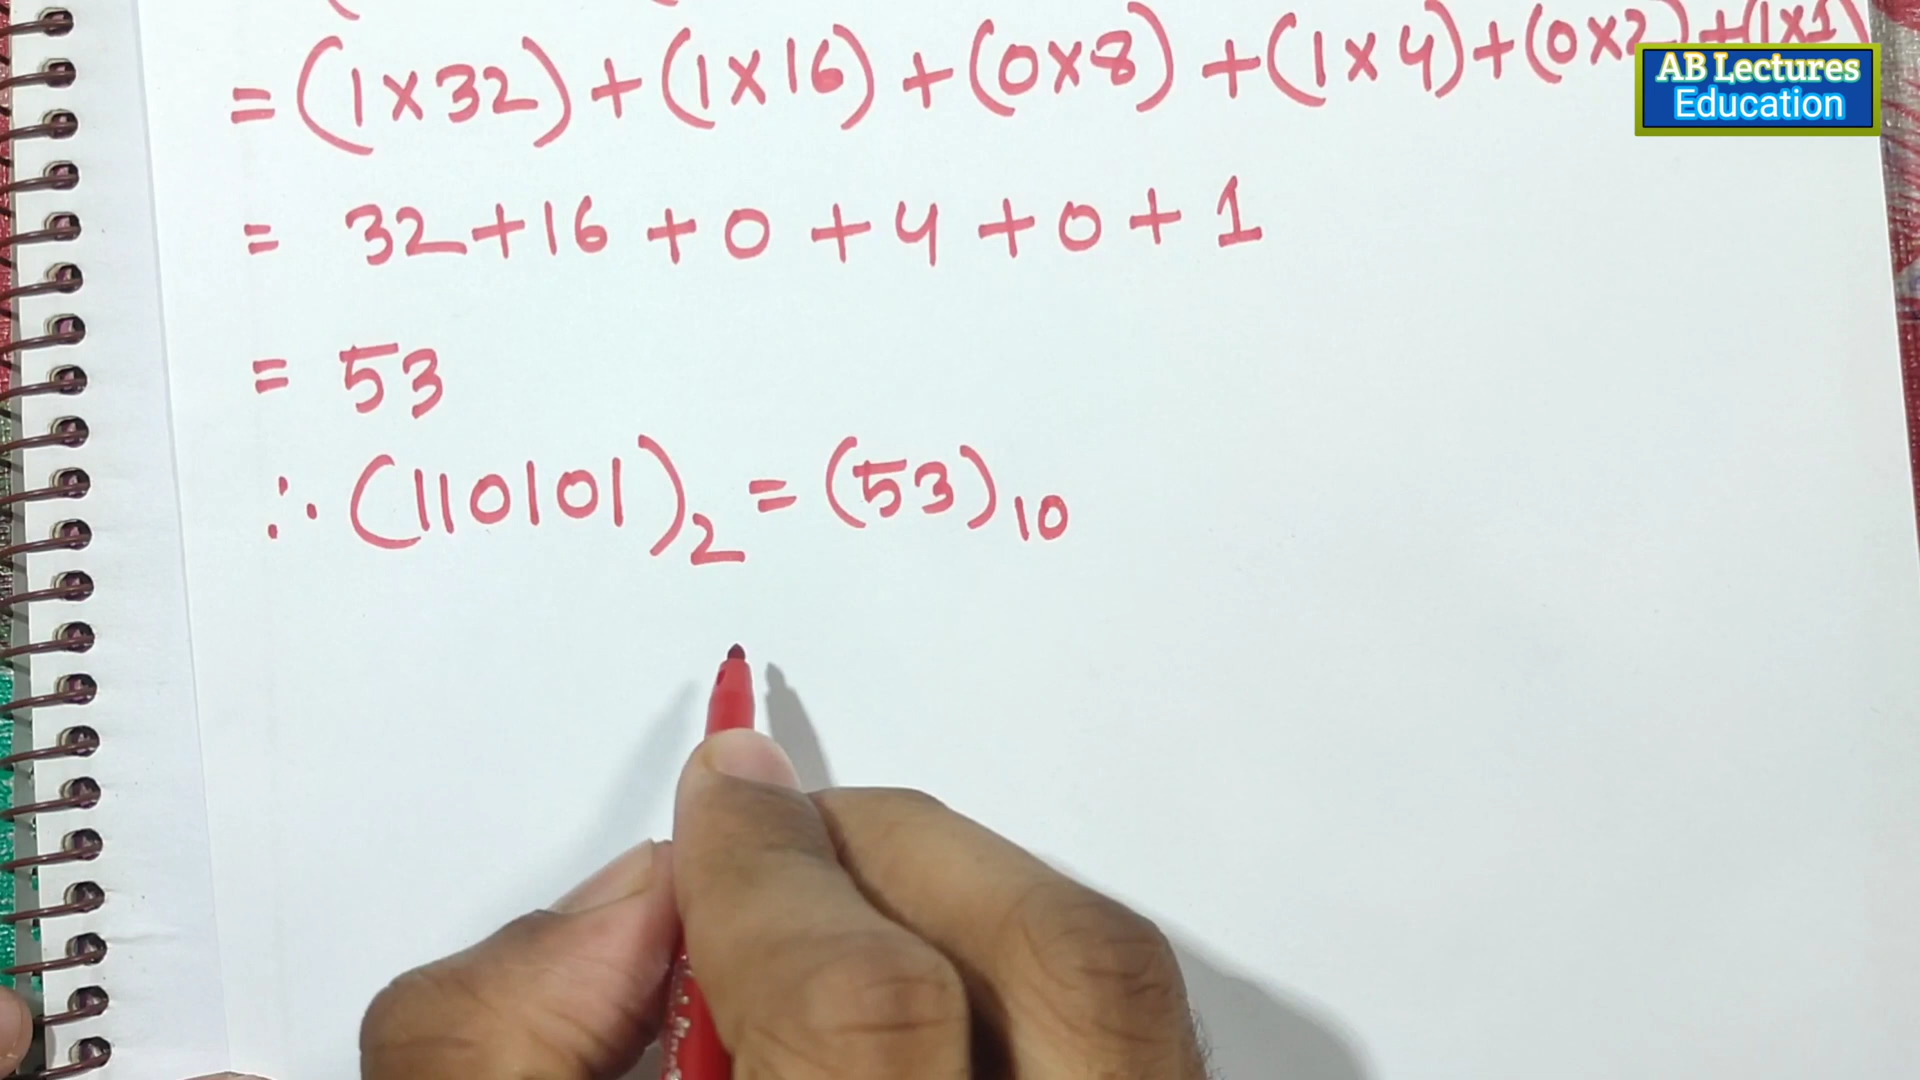 = (1×32) + (1×16) + (0×8) + (1×4) + (0×2) + (1×1)
AB Lectures
Education
= 32 + 16 + 0 + 4 + 0 + 1
= 53
∴ (110101)₂ = (53)₁₀